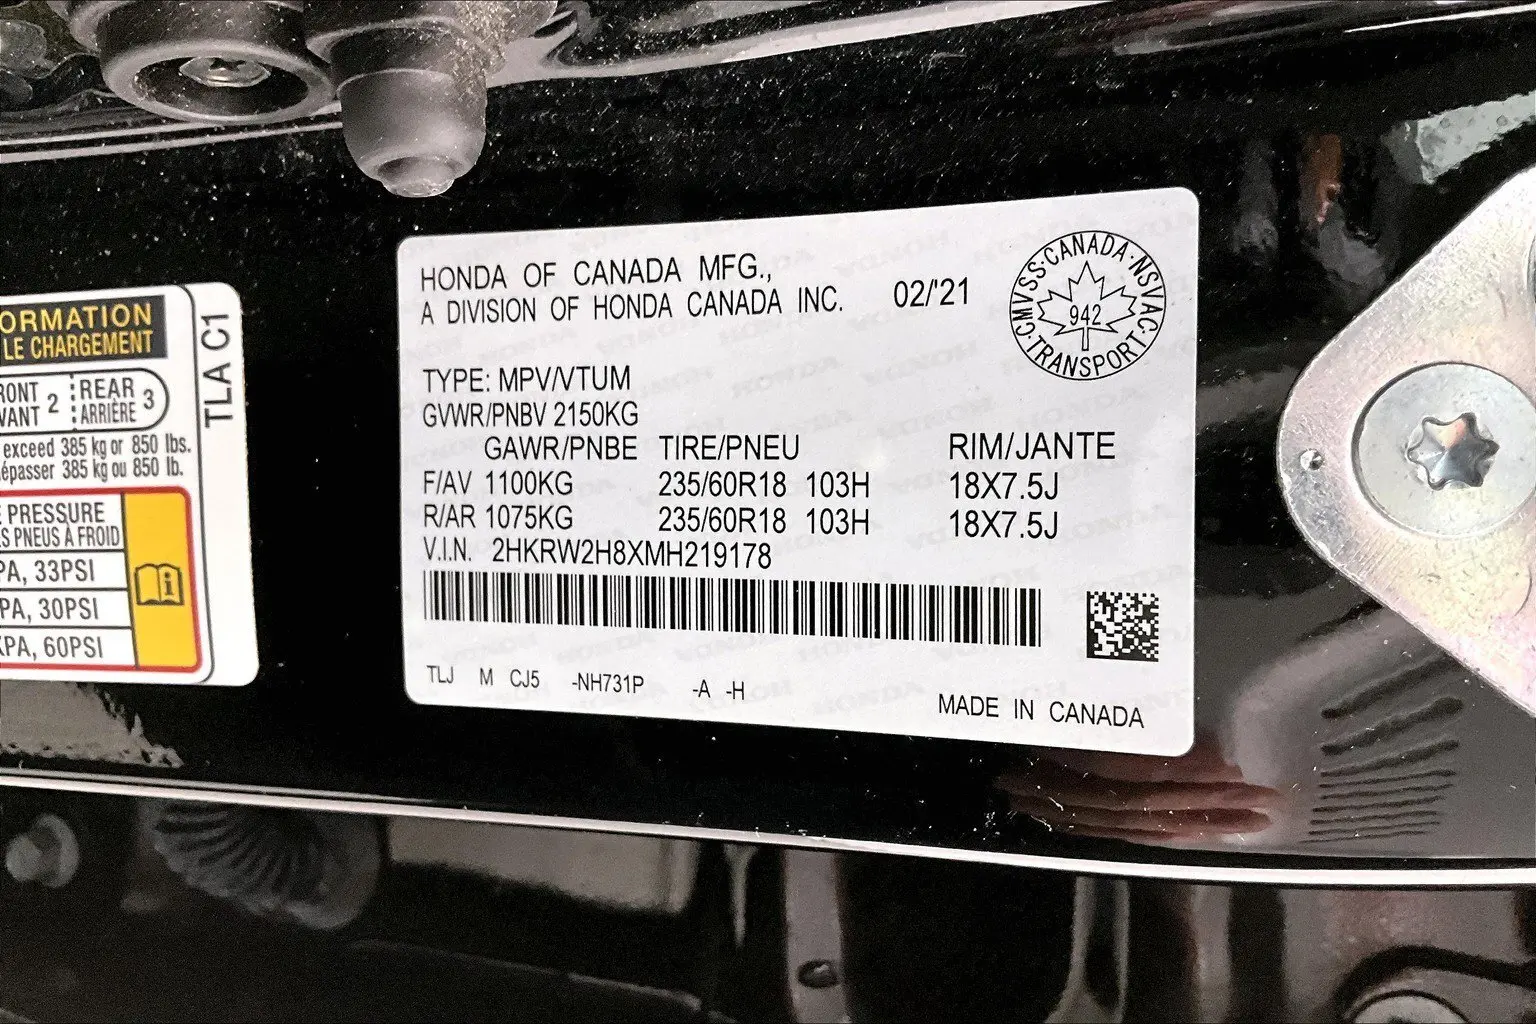 ORMATION
LE CHARGEMENT
RONT
VANT 2
REAR
ARRIÈRE 3
exceed 385 kg or 850 lbs.
épasser 385 kg ou 850 lb.
E PRESSURE
ES PNEUS À FROID
PA, 33PSI
PA, 30PSI
KPA, 60PSI
TLA C1
HONDA OF CANADA MFG.,
A DIVISION OF HONDA CANADA INC. 02/'21
CMVSS·CANADA·NSVAC·TRANSPORT·
942
TYPE: MPV/VTUM
GVWR/PNBV 2150KG
GAWR/PNBE TIRE/PNEU RIM/JANTE
F/AV 1100KG 235/60R18 103H 18X7.5J
R/AR 1075KG 235/60R18 103H 18X7.5J
V.I.N. 2HKRW2H8XMH219178
TLJ M CJ5 -NH731P -A -H
MADE IN CANADA